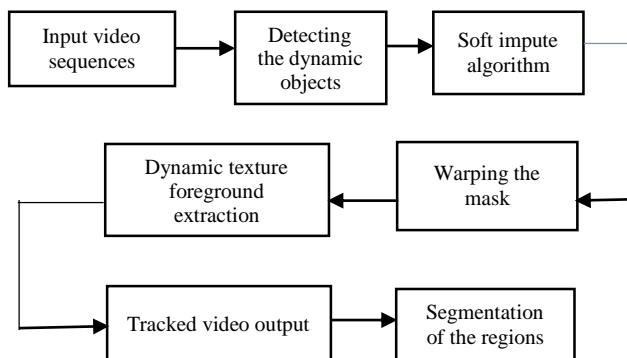 Input video
sequences
Detecting
the dynamic
objects
Soft impute
algorithm
Dynamic texture
foreground
extraction
Warping the
mask
Tracked video output
Segmentation
of the regions